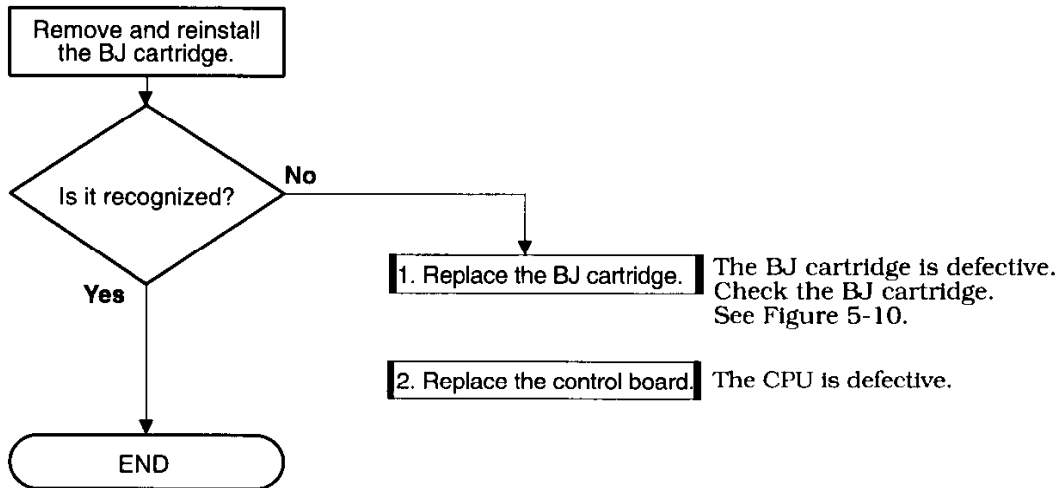 Remove and reinstall
the BJ cartridge.
Is it recognized?
No
Yes
1. Replace the BJ cartridge.
The BJ cartridge is defective.
Check the BJ cartridge.
See Figure 5-10.
2. Replace the control board.
The CPU is defective.
END